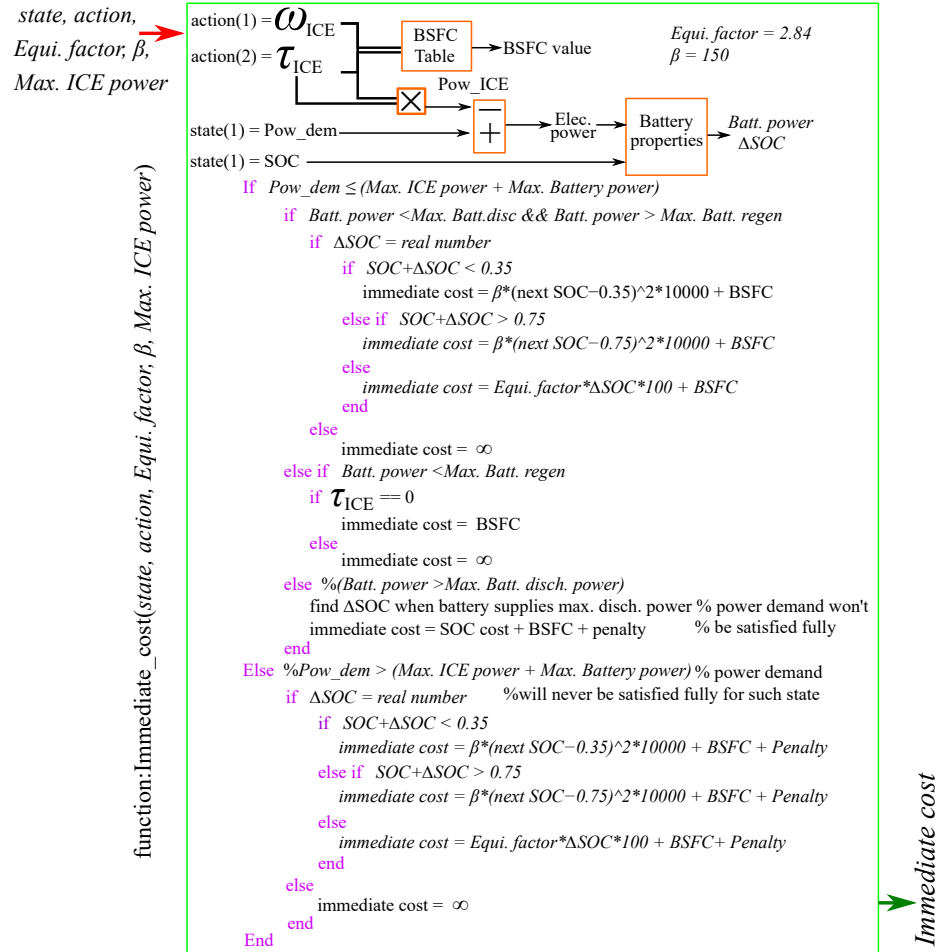 state, action,
Equi. factor, β,
Max. ICE power
action(1) = ω_ICE
action(2) = τ_ICE
BSFC
Table
BSFC value
Equi. factor = 2.84
β = 150
Pow_ICE
state(1) = Pow_dem
−
+
Elec.
power
Battery
properties
Batt. power
ΔSOC
state(1) = SOC
function:Immediate_cost(state, action, Equi. factor, β, Max. ICE power)
If Pow_dem ≤ (Max. ICE power + Max. Battery power)
if Batt. power <Max. Batt.disc && Batt. power > Max. Batt. regen
if ΔSOC = real number
if SOC+ΔSOC < 0.35
immediate cost = β*(next SOC−0.35)^2*10000 + BSFC
else if SOC+ΔSOC > 0.75
immediate cost = β*(next SOC−0.75)^2*10000 + BSFC
else
immediate cost = Equi. factor*ΔSOC*100 + BSFC
end
else
immediate cost = ∞
else if Batt. power <Max. Batt. regen
if τ_ICE == 0
immediate cost = BSFC
else
immediate cost = ∞
else %(Batt. power >Max. Batt. disch. power)
find ΔSOC when battery supplies max. disch. power % power demand won't
immediate cost = SOC cost + BSFC + penalty % be satisfied fully
end
Else %Pow_dem > (Max. ICE power + Max. Battery power) % power demand
if ΔSOC = real number %will never be satisfied fully for such state
if SOC+ΔSOC < 0.35
immediate cost = β*(next SOC−0.35)^2*10000 + BSFC + Penalty
else if SOC+ΔSOC > 0.75
immediate cost = β*(next SOC−0.75)^2*10000 + BSFC + Penalty
else
immediate cost = Equi. factor*ΔSOC*100 + BSFC+ Penalty
end
else
immediate cost = ∞
end
End
Immediate cost